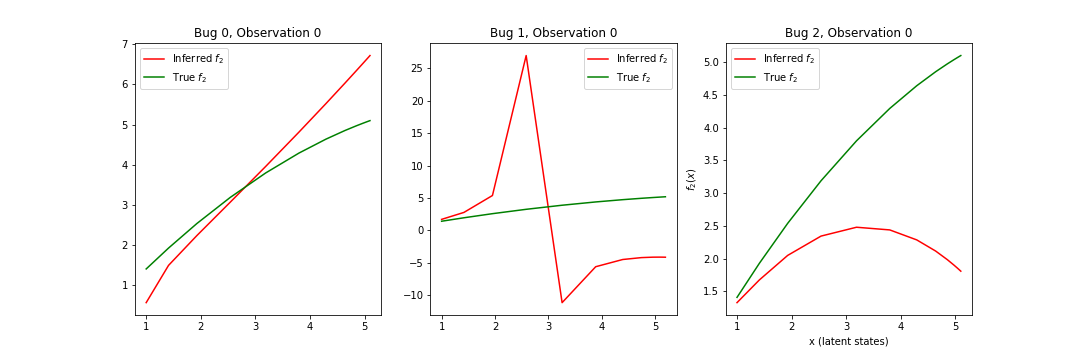 Bug 0, Observation 0
Inferred f₂
True f₂
7
6
5
4
3
2
1
1 2 3 4 5
Bug 1, Observation 0
Inferred f₂
True f₂
25
20
15
10
5
0
−5
−10
1 2 3 4 5
Bug 2, Observation 0
Inferred f₂
True f₂
f₂(x)
5.0
4.5
4.0
3.5
3.0
2.5
2.0
1.5
1 2 3 4 5
x (latent states)